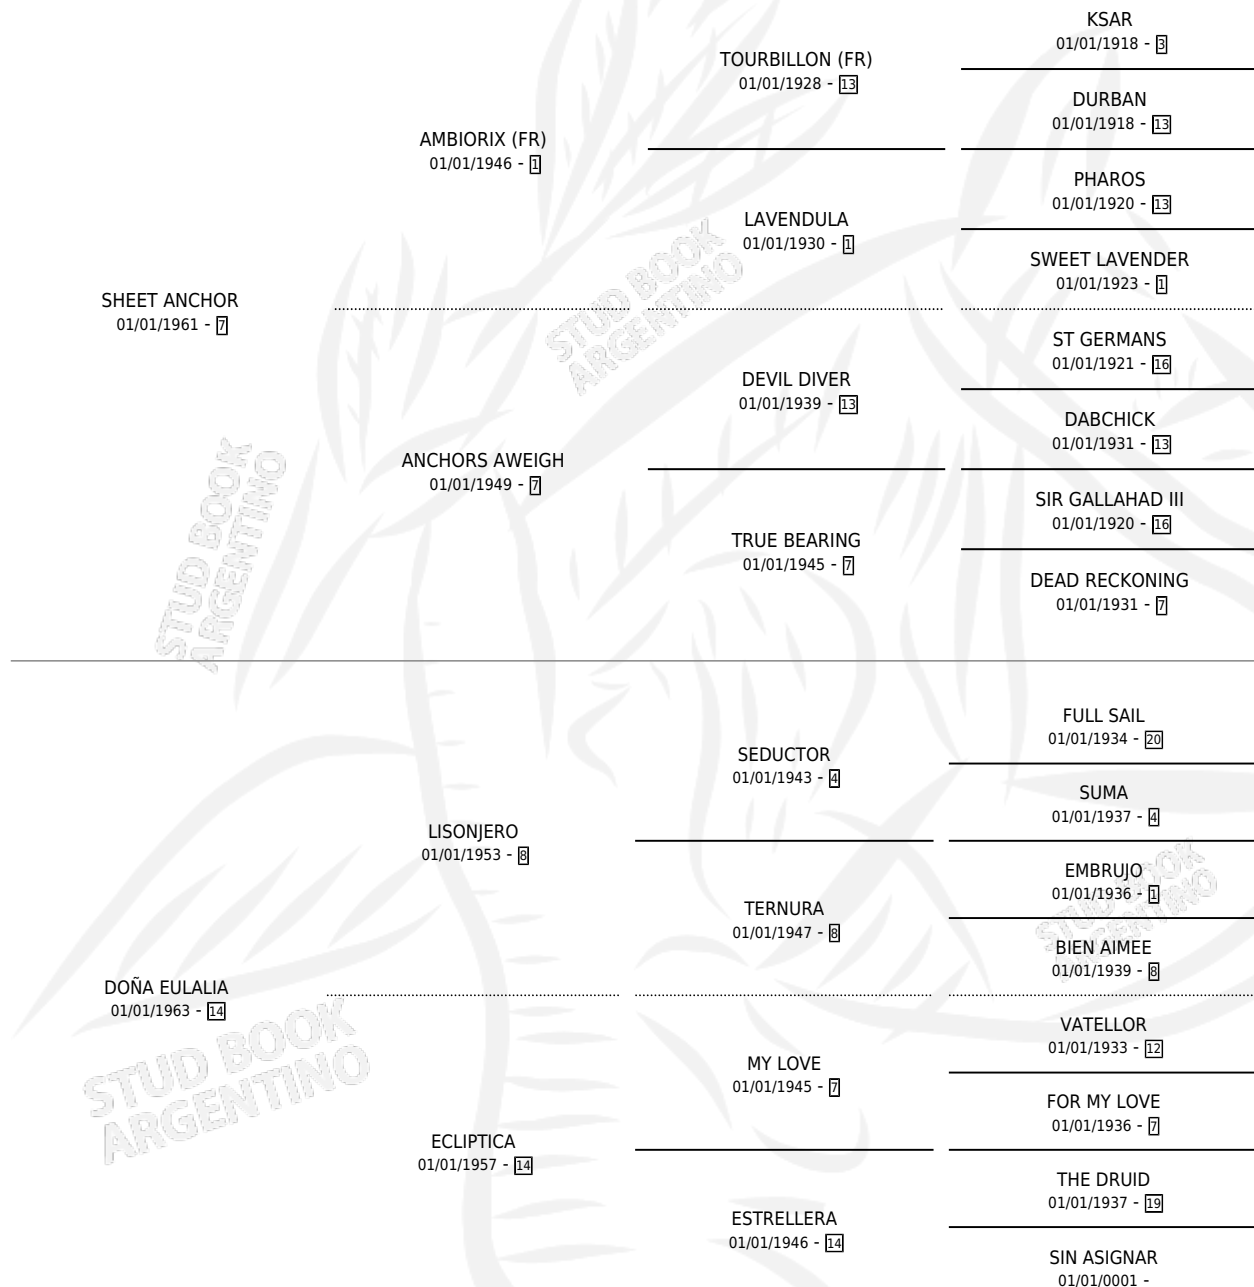 KSAR
01/01/1918 - 3
TOURBILLON (FR)
01/01/1928 - 13
DURBAN
01/01/1918 - 13
AMBIORIX (FR)
01/01/1946 - 1
PHAROS
01/01/1920 - 13
LAVENDULA
01/01/1930 - 1
SWEET LAVENDER
01/01/1923 - 1
SHEET ANCHOR
01/01/1961 - 7
STUD BOOK
ARGENTINO
ST GERMANS
01/01/1921 - 16
DEVIL DIVER
01/01/1939 - 13
DABCHICK
01/01/1931 - 13
ANCHORS AWEIGH
01/01/1949 - 7
SIR GALLAHAD III
01/01/1920 - 16
TRUE BEARING
01/01/1945 - 7
DEAD RECKONING
01/01/1931 - 7
STUD BOOK
ARGENTINO
FULL SAIL
01/01/1934 - 20
SEDUCTOR
01/01/1943 - 4
SUMA
01/01/1937 - 4
LISONJERO
01/01/1953 - 8
EMBRUJO
01/01/1936 - 1
TERNURA
01/01/1947 - 8
BIEN AIMEE
01/01/1939 - 8
STUD BOOK
ARGENTINO
DOÑA EULALIA
01/01/1963 - 14
STUD BOOK
ARGENTINO
VATELLOR
01/01/1933 - 12
MY LOVE
01/01/1945 - 7
FOR MY LOVE
01/01/1936 - 7
ECLIPTICA
01/01/1957 - 14
THE DRUID
01/01/1937 - 19
ESTRELLERA
01/01/1946 - 14
SIN ASIGNAR
01/01/0001 -